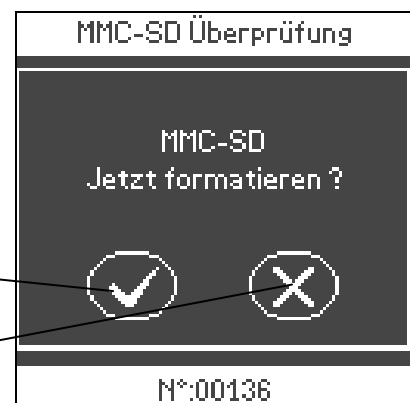 MMC-SD Überprüfung
MMC-SD
Jetzt formatieren ?
N°:00136